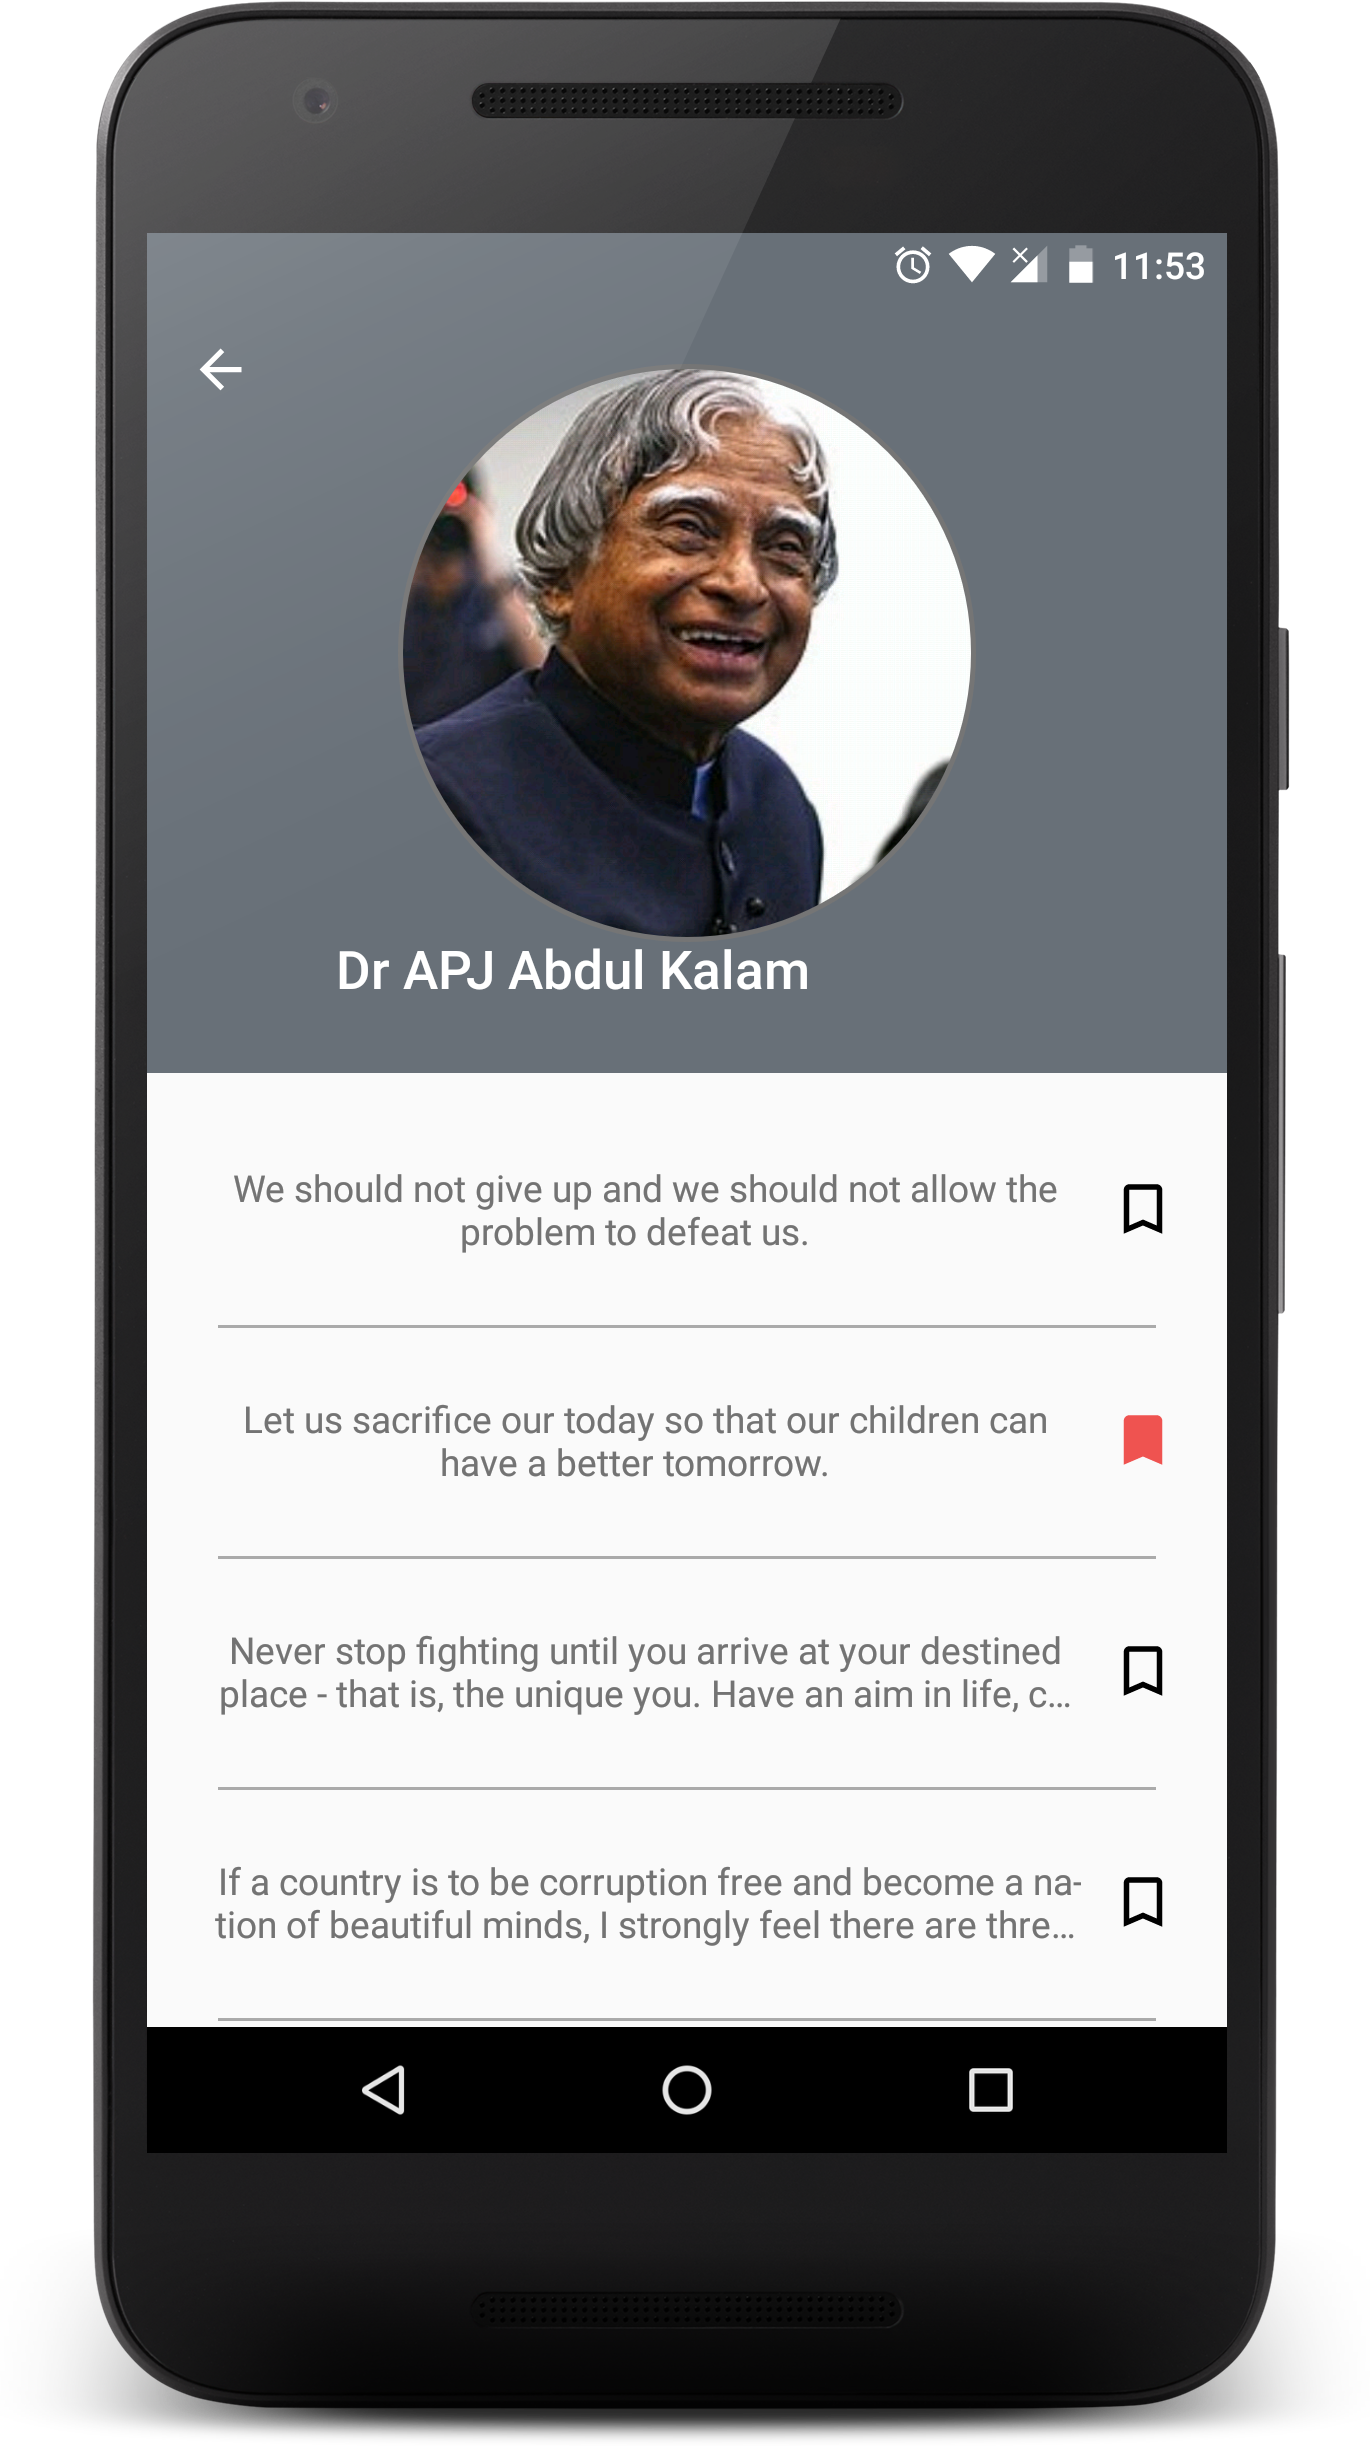 11:53
Dr APJ Abdul Kalam
We should not give up and we should not allow the
problem to defeat us.
Let us sacrifice our today so that our children can
have a better tomorrow.
Never stop fighting until you arrive at your destined
place - that is, the unique you. Have an aim in life, c...
If a country is to be corruption free and become a na-
tion of beautiful minds, I strongly feel there are thre...